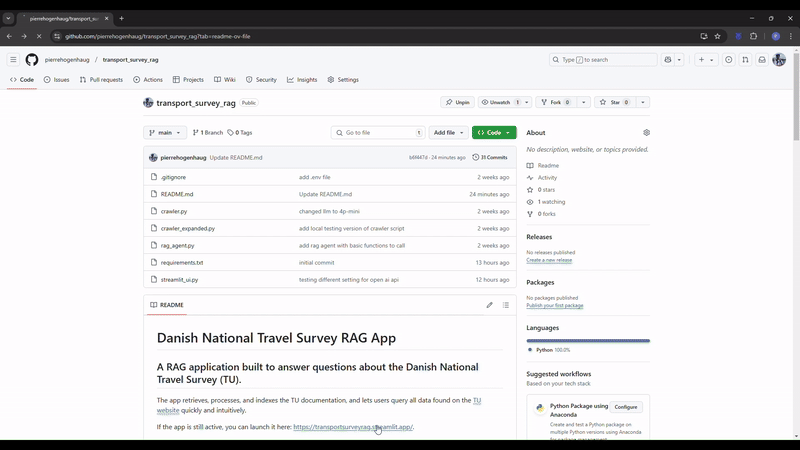 pierrehogenhaug/transport_su
github.com/pierrehogenhaug/transport_survey_rag?tab=readme-ov-file
pierrehogenhaug / transport_survey_rag
Type / to search
Code Issues Pull requests Actions Projects Wiki Security Insights Settings
transport_survey_rag Public
Unpin Unwatch 1 Fork 0 Star 0
main 1 Branch 0 Tags Go to file t Add file Code
pierrehogenhaug Update README.md 24 minutes ago 31 Commits
.gitignore add .env file 2 weeks ago
README.md Update README.md 24 minutes ago
crawler.py changed llm to 4p-mini 2 weeks ago
crawler_expanded.py add local testing version of crawler script 2 weeks ago
rag_agent.py add rag agent with basic functions to call 2 weeks ago
requirements.txt initial commit 13 hours ago
streamlit_ui.py testing different setting for open ai api 12 hours ago
README
Danish National Travel Survey RAG App
A RAG application built to answer questions about the Danish National
Travel Survey (TU).
The app retrieves, processes, and indexes the TU documentation, and lets users query all data found on the TU
website quickly and intuitively.
If the app is still active, you can launch it here: https://transportsurveyrag.streamlit.app/.
About
No description, website, or topics provided.
Readme
Activity
0 stars
1 watching
0 forks
Releases
No releases published
Create a new release
Packages
No packages published
Publish your first package
Languages
Python 100.0%
Suggested workflows
Based on your tech stack
Python Package using Configure
Anaconda
Create and test a Python package on
multiple Python versions using Anaconda